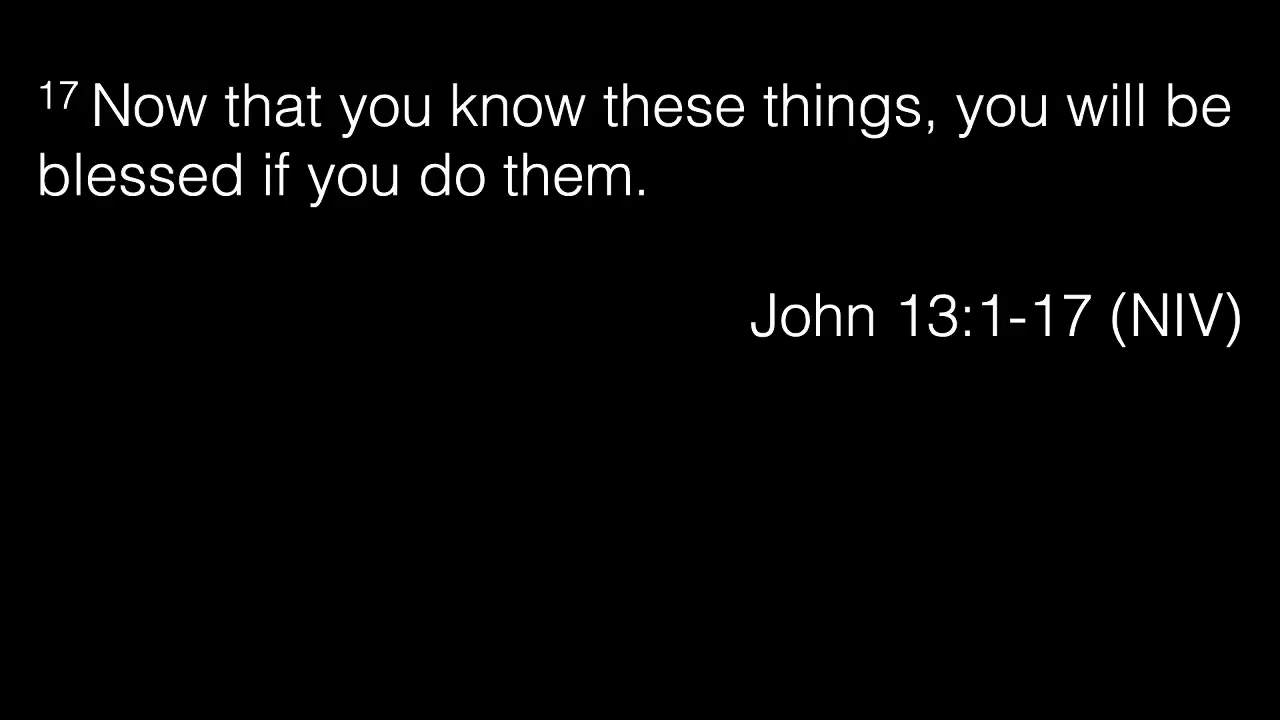 17 Now that you know these things, you will be
blessed if you do them.
John 13:1-17 (NIV)